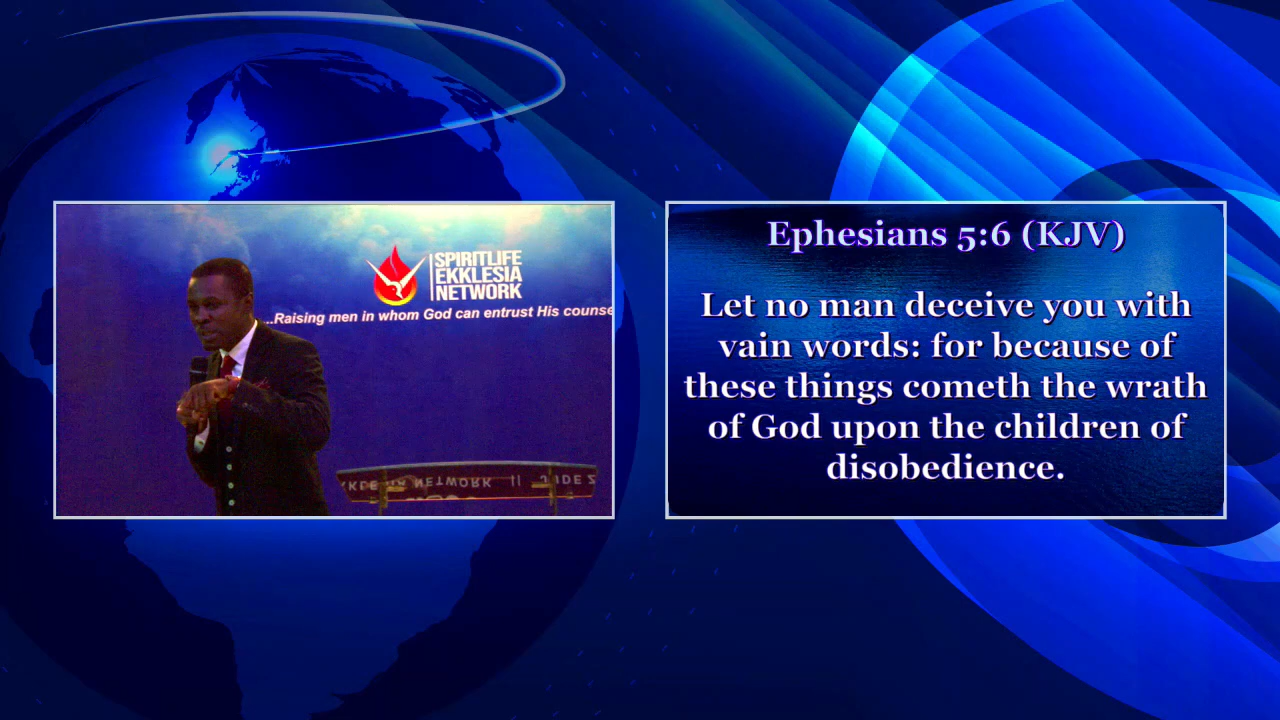 SPIRITLIFE
EKKLESIA
NETWORK
...Raising men in whom God can entrust His counse
NETWORK ||
Ephesians 5:6 (KJV)
Let no man deceive you with
vain words: for because of
these things cometh the wrath
of God upon the children of
disobedience.